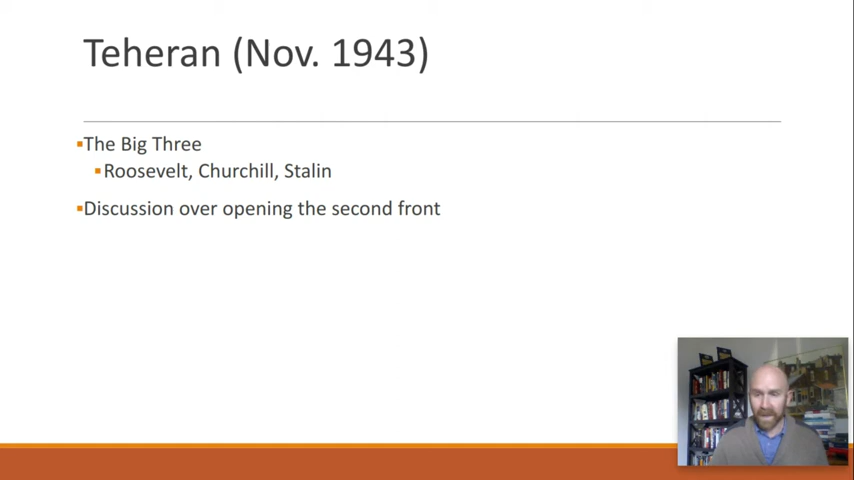 Teheran (Nov. 1943)
▪The Big Three
▪Roosevelt, Churchill, Stalin
▪Discussion over opening the second front